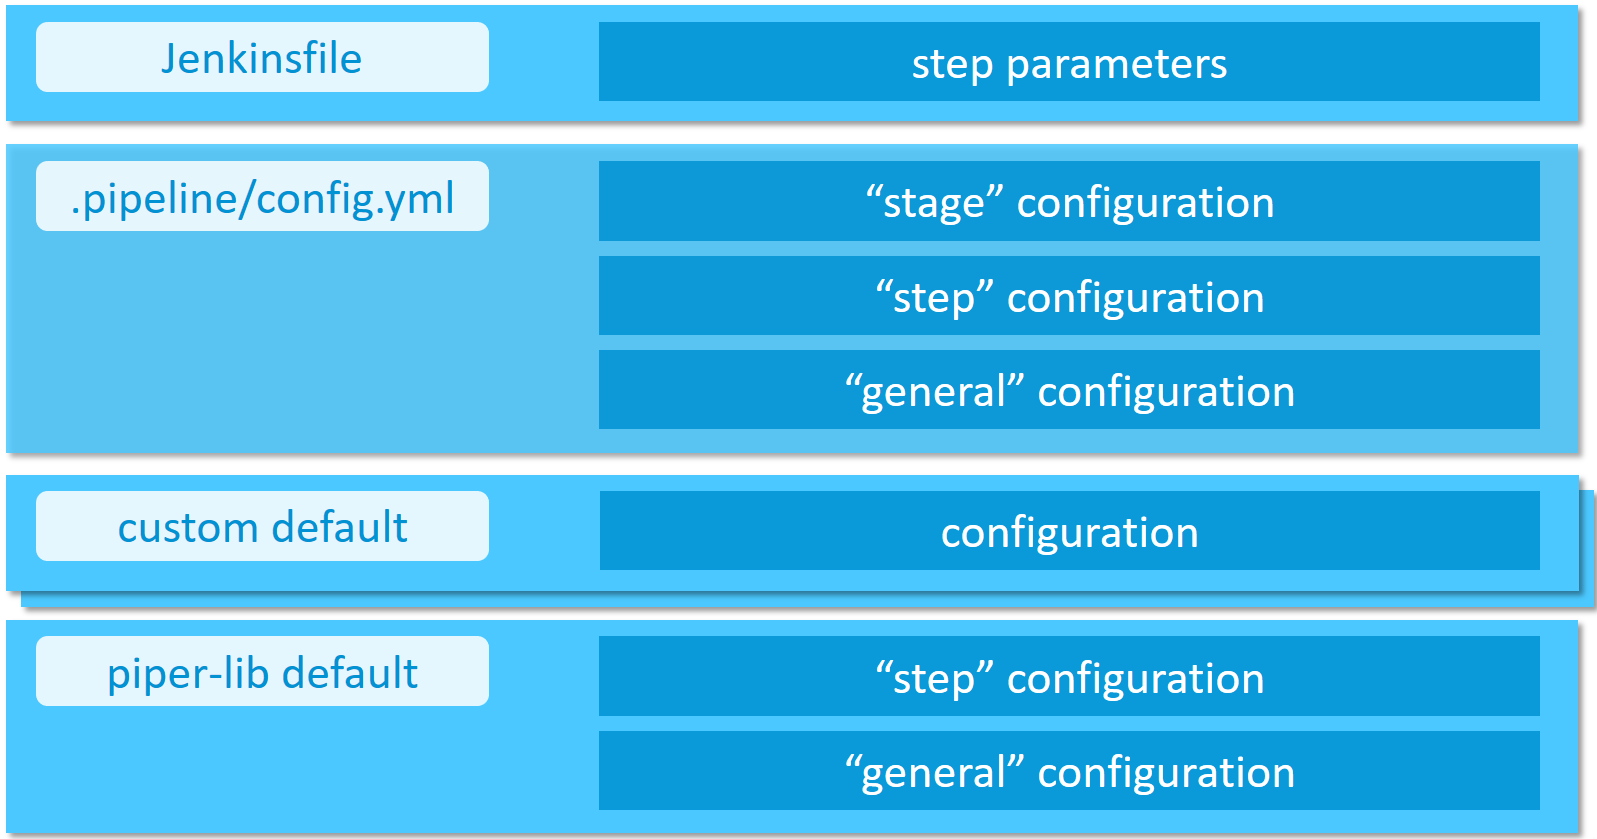 Jenkinsfile
step parameters
.pipeline/config.yml
“stage” configuration
“step” configuration
“general” configuration
custom default
configuration
piper-lib default
“step” configuration
“general” configuration